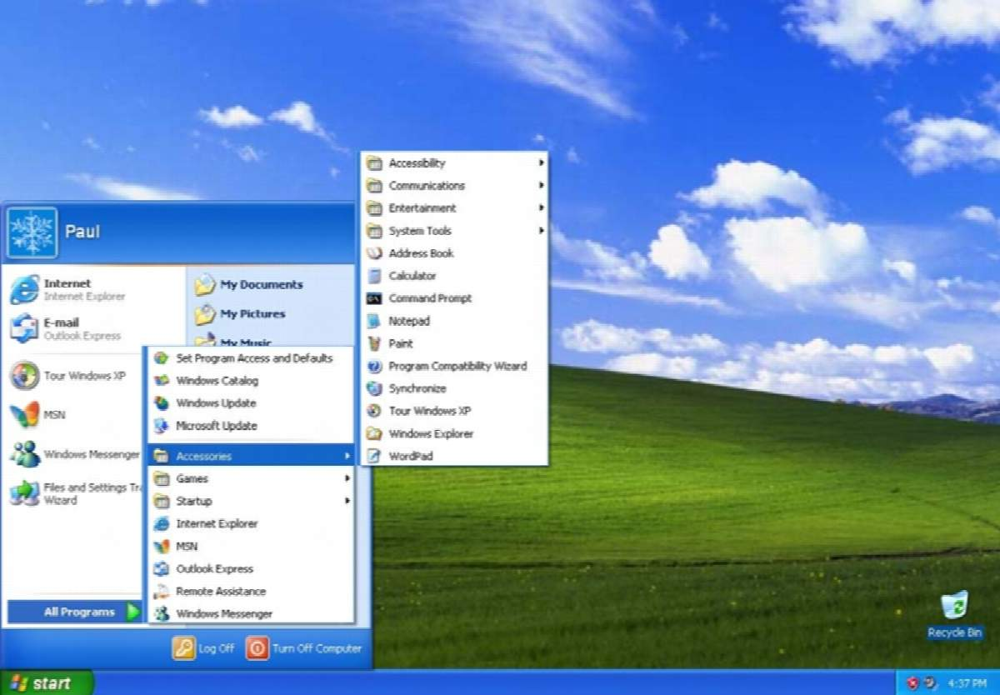 Paul
Internet
Internet Explorer
E-mail
Outlook Express
Tour Windows XP
MSN
Windows Messenger
Files and Settings Tra
Wizard
All Programs
My Documents
My Pictures
My Music
Set Program Access and Defaults
Windows Catalog
Windows Update
Microsoft Update
Accessories
Games
Startup
Internet Explorer
MSN
Outlook Express
Remote Assistance
Windows Messenger
Accessibility
Communications
Entertainment
System Tools
Address Book
Calculator
Command Prompt
Notepad
Paint
Program Compatibility Wizard
Synchronize
Tour Windows XP
Windows Explorer
WordPad
Log Off
Turn Off Computer
Recycle Bin
start
4:37 PM